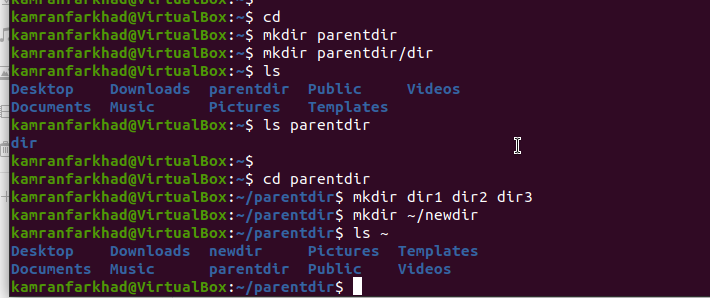 kamranfarkhad@VirtualBox:~$ cd
kamranfarkhad@VirtualBox:~$ mkdir parentdir
kamranfarkhad@VirtualBox:~$ mkdir parentdir/dir
kamranfarkhad@VirtualBox:~$ ls
Desktop    Downloads  parentdir  Public     Videos
Documents  Music      Pictures   Templates
kamranfarkhad@VirtualBox:~$ ls parentdir
dir
kamranfarkhad@VirtualBox:~$
kamranfarkhad@VirtualBox:~$ cd parentdir
kamranfarkhad@VirtualBox:~/parentdir$ mkdir dir1 dir2 dir3
kamranfarkhad@VirtualBox:~/parentdir$ mkdir ~/newdir
kamranfarkhad@VirtualBox:~/parentdir$ ls ~
Desktop    Downloads  newdir     Pictures  Templates
Documents  Music      parentdir  Public    Videos
kamranfarkhad@VirtualBox:~/parentdir$